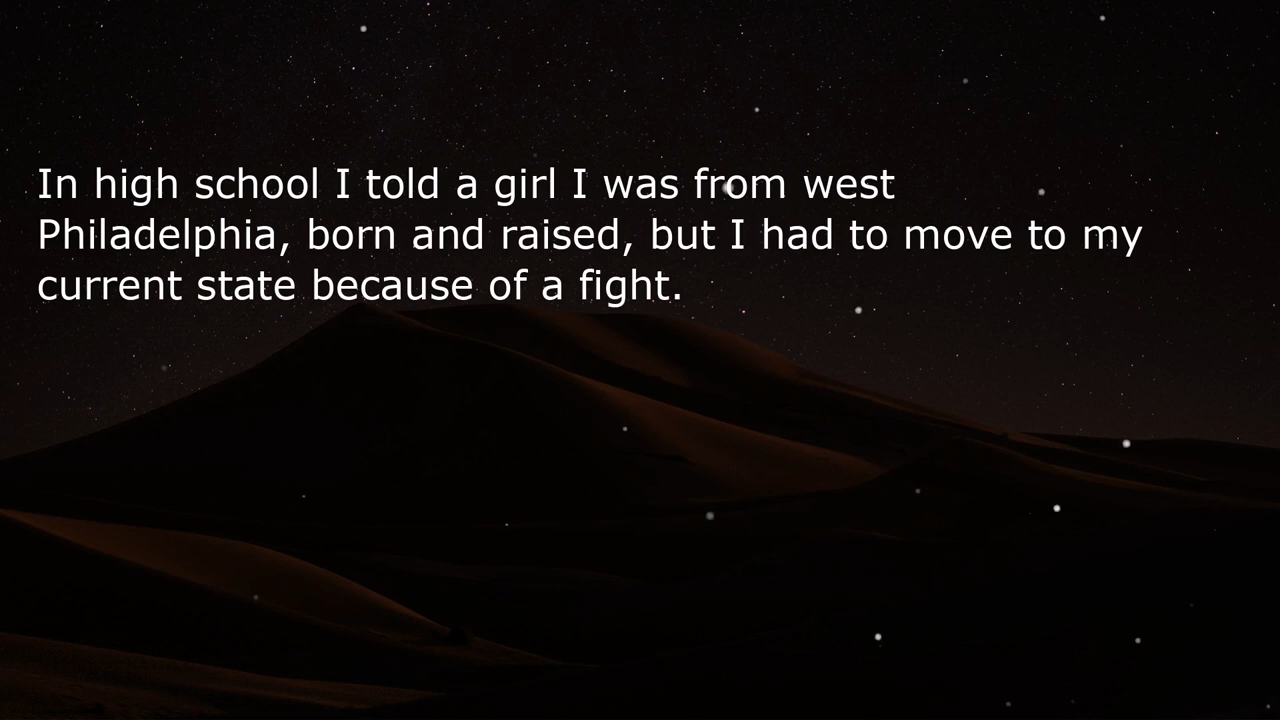 In high school I told a girl I was from west
Philadelphia, born and raised, but I had to move to my
current state because of a fight.